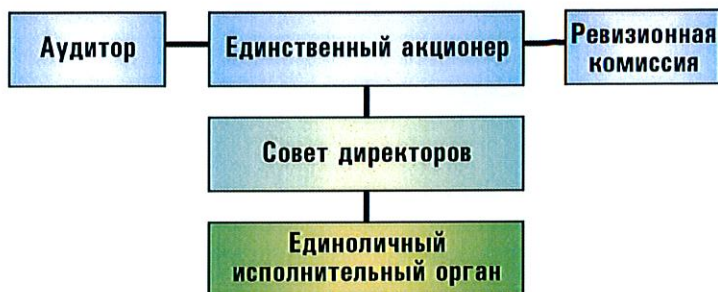 Аудитор
Единственный акционер
Ревизионная
комиссия
Совет директоров
Единоличный
исполнительный орган